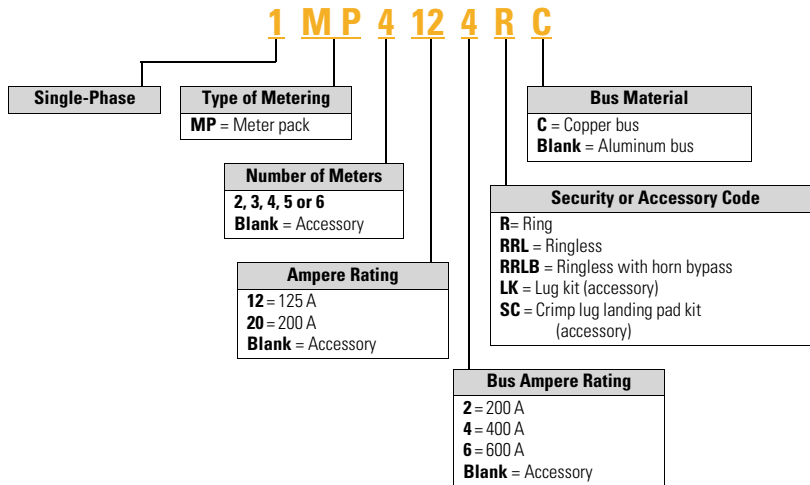 1 MP 4 12 4 R C
Single-Phase
Type of Metering
MP = Meter pack
Number of Meters
2, 3, 4, 5 or 6
Blank = Accessory
Ampere Rating
12 = 125 A
20 = 200 A
Blank = Accessory
Bus Ampere Rating
2 = 200 A
4 = 400 A
6 = 600 A
Blank = Accessory
Security or Accessory Code
R= Ring
RRL = Ringless
RRLB = Ringless with horn bypass
LK = Lug kit (accessory)
SC = Crimp lug landing pad kit
(accessory)
Bus Material
C = Copper bus
Blank = Aluminum bus